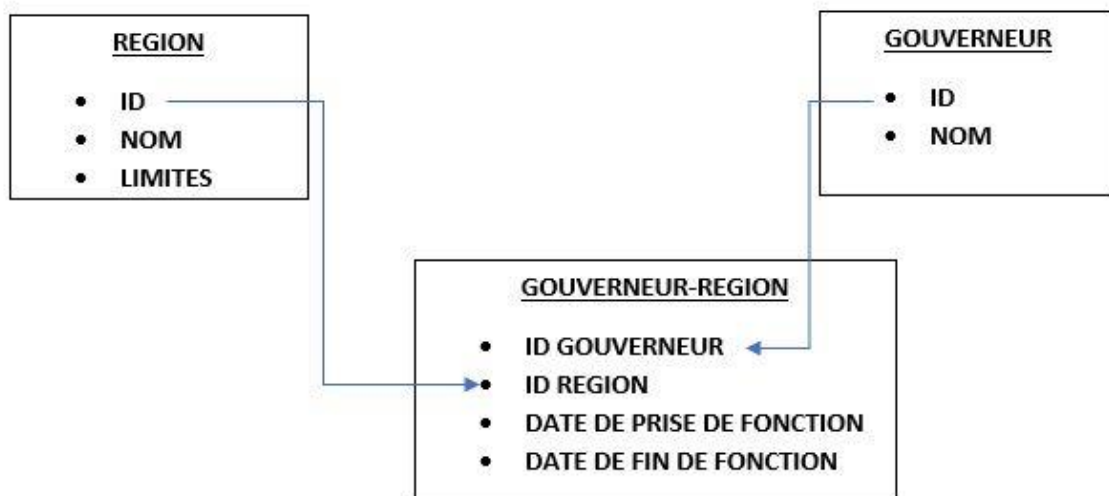 REGION
• ID
• NOM
• LIMITES
GOUVERNEUR
• ID
• NOM
GOUVERNEUR-REGION
• ID GOUVERNEUR
• ID REGION
• DATE DE PRISE DE FONCTION
• DATE DE FIN DE FONCTION